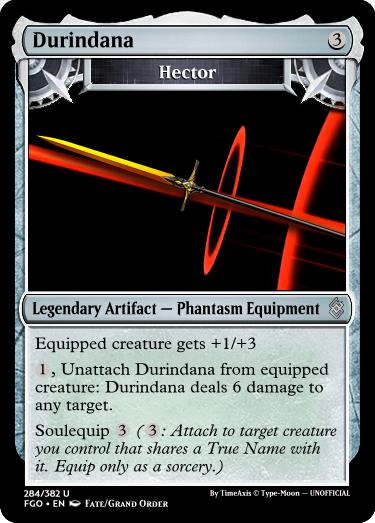 Durindana 3
Hector
Legendary Artifact — Phantasm Equipment
Equipped creature gets +1/+3
1, Unattach Durindana from equipped
creature: Durindana deals 6 damage to
any target.
Soulequip 3 (3: Attach to target creature
you control that shares a True Name with
it. Equip only as a sorcery.)
284/382 U
FGO • EN Fate/Grand Order
By TimeAxis © Type-Moon — UNOFFICIAL